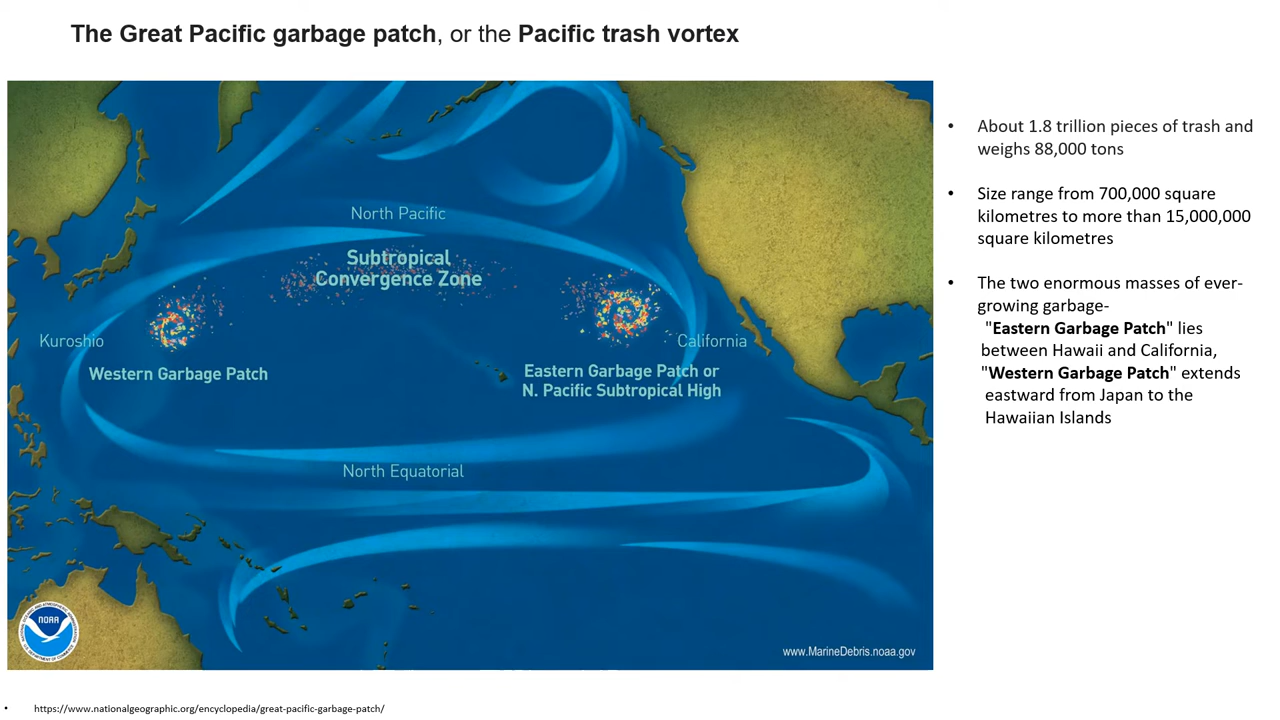 The Great Pacific garbage patch, or the Pacific trash vortex
North Pacific
Subtropical
Convergence Zone
Kuroshio
California
Western Garbage Patch
Eastern Garbage Patch or
N. Pacific Subtropical High
North Equatorial
NOAA
www.MarineDebris.noaa.gov
• About 1.8 trillion pieces of trash and
weighs 88,000 tons
• Size range from 700,000 square
kilometres to more than 15,000,000
square kilometres
• The two enormous masses of ever-
growing garbage-
"Eastern Garbage Patch" lies
between Hawaii and California,
"Western Garbage Patch" extends
eastward from Japan to the
Hawaiian Islands
• https://www.nationalgeographic.org/encyclopedia/great-pacific-garbage-patch/